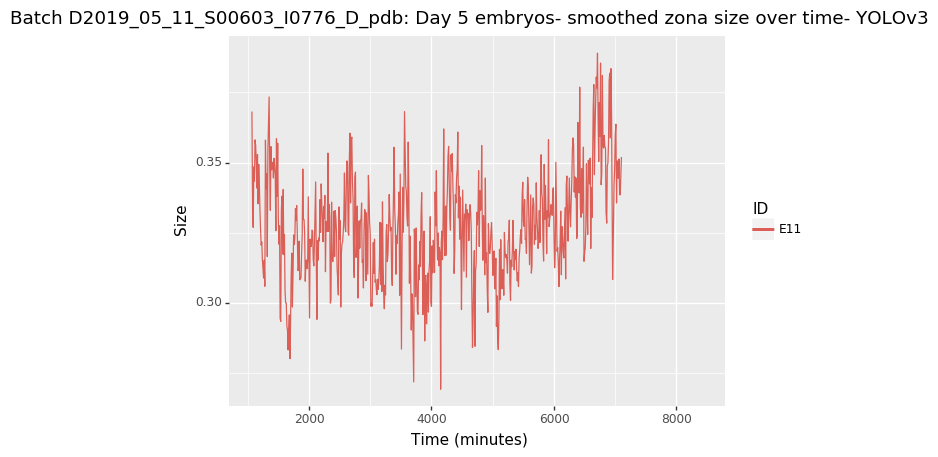 Batch D2019_05_11_S00603_I0776_D_pdb: Day 5 embryos- smoothed zona size over time- YOLOv3
0.35
0.30
Size
2000 4000 6000 8000
Time (minutes)
ID
E11